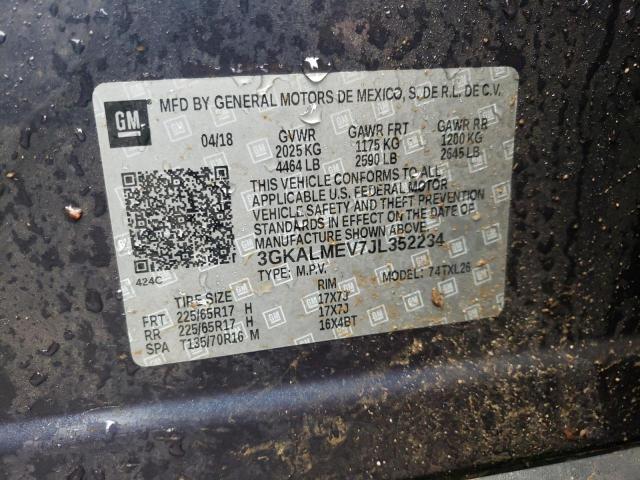 GM
MFD BY GENERAL MOTORS DE MEXICO, S. DE R.L. DE C.V.
04/18 GVWR GAWR FRT GAWR RR
2025 KG 1175 KG 1200 KG
4464 LB 2590 LB 2645 LB
THIS VEHICLE CONFORMS TO ALL
APPLICABLE U.S. FEDERAL MOTOR
VEHICLE SAFETY AND THEFT PREVENTION
STANDARDS IN EFFECT ON THE DATE OF
MANUFACTURE SHOWN ABOVE.
3GKALMEV7JL352234
424C TYPE: M.P.V. MODEL: 74TXL26
TIRE SIZE RIM
FRT 225/65R17 H 17X7J
RR 225/65R17 H 17X7J
SPA T135/70R16 M 16X4BT